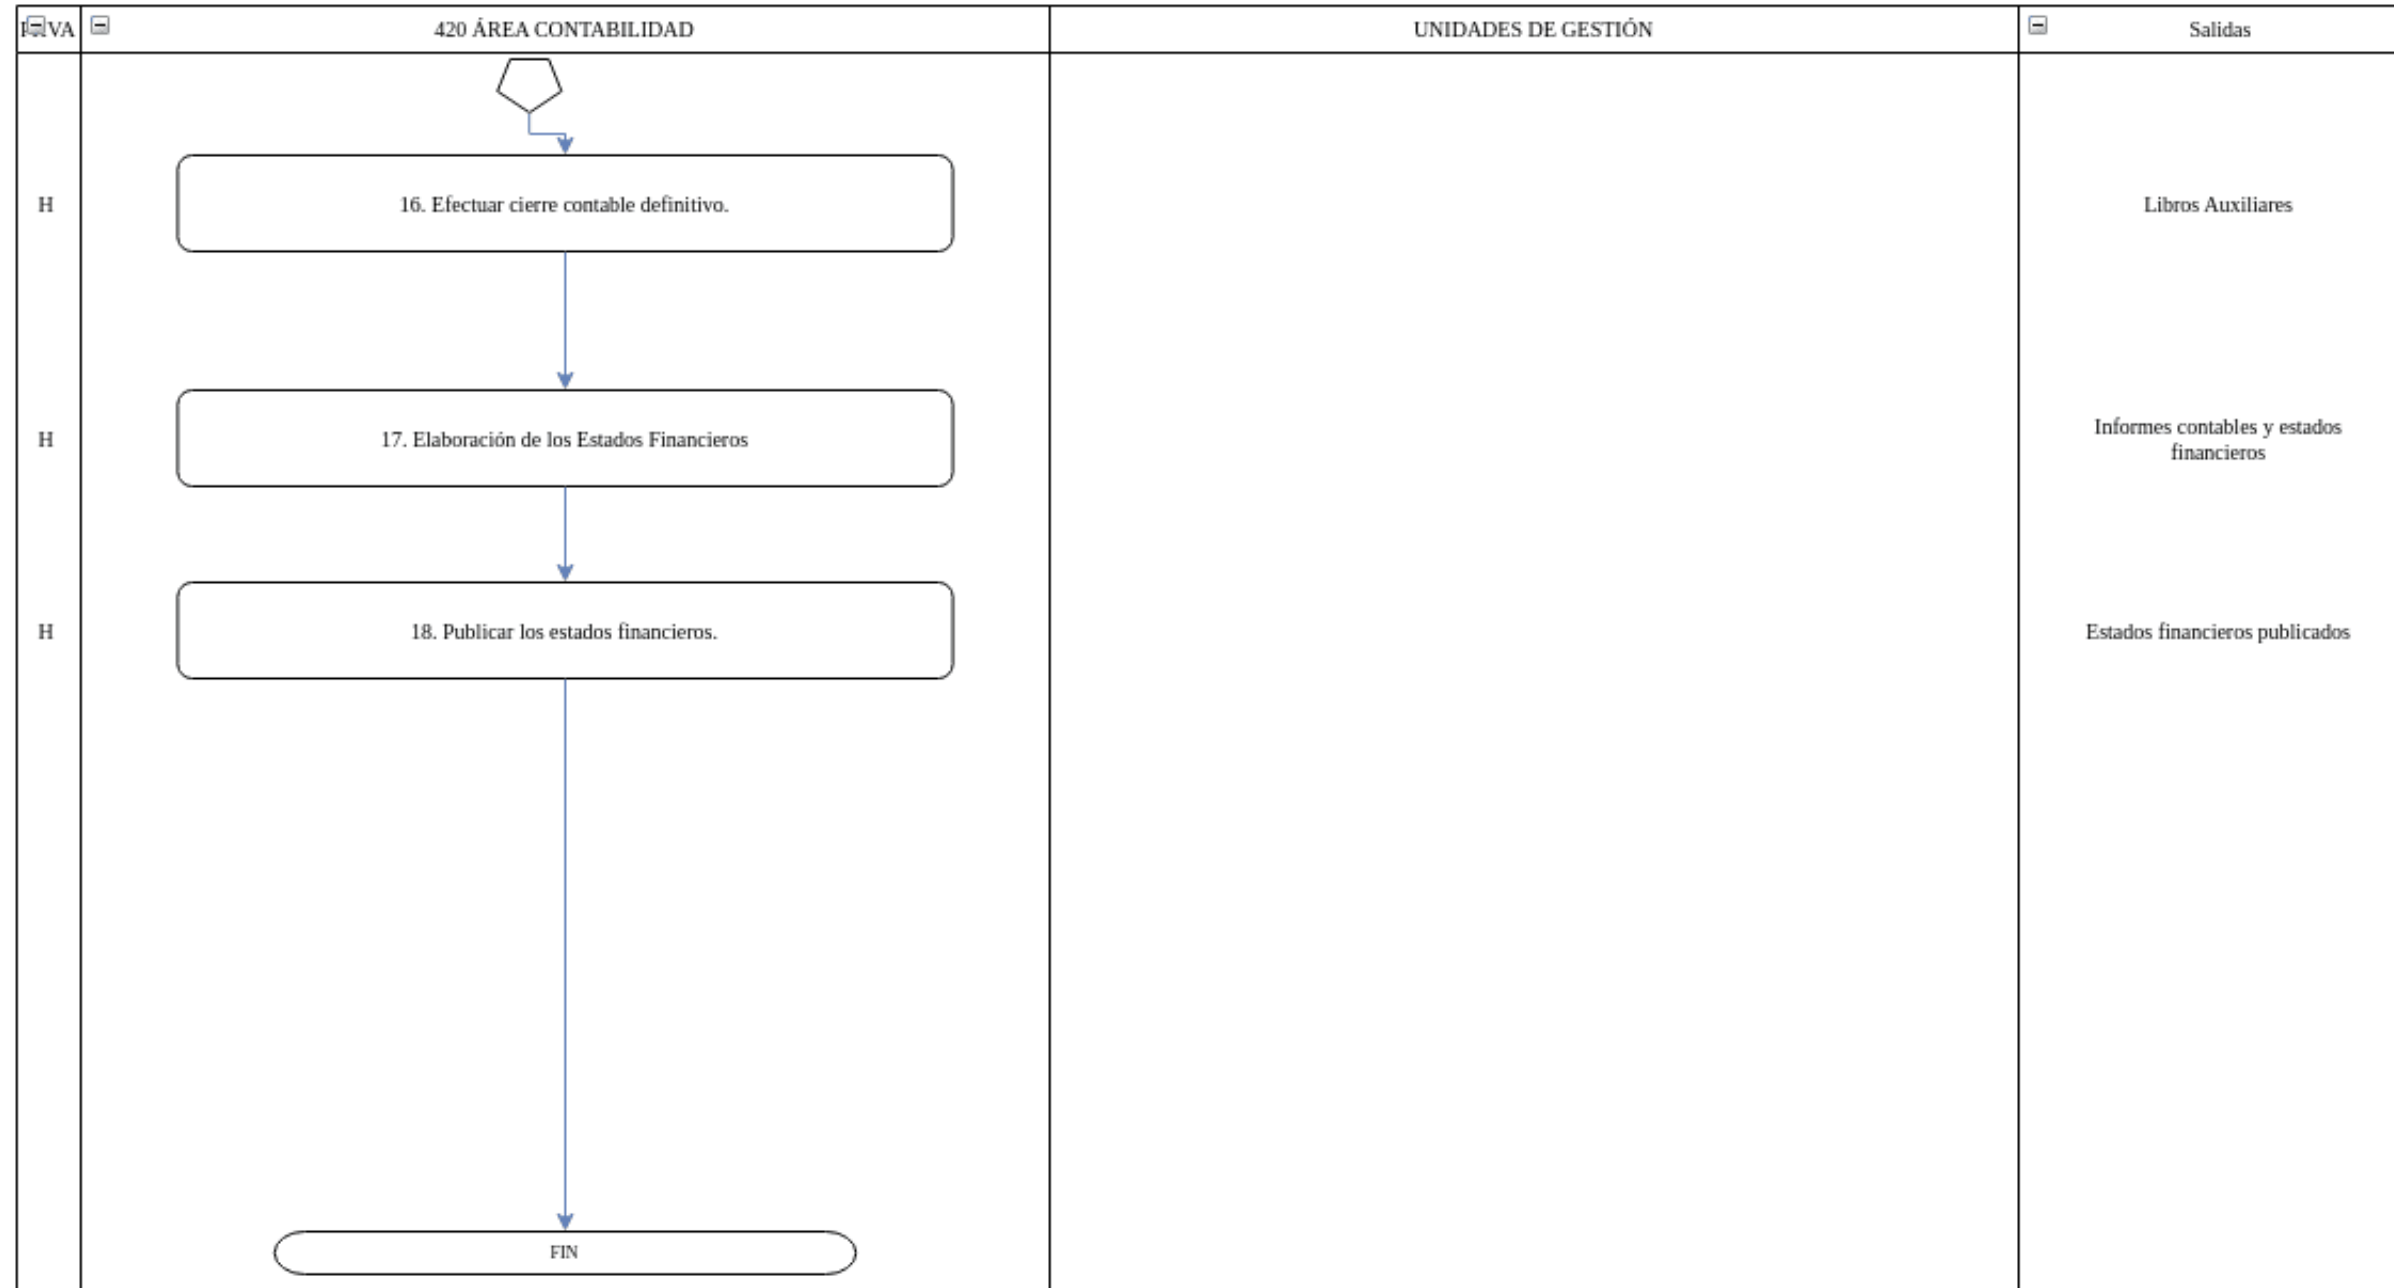 420 ÁREA CONTABILIDAD
UNIDADES DE GESTIÓN
Salidas
H
16. Efectuar cierre contable definitivo.
Libros Auxiliares
H
17. Elaboración de los Estados Financieros
Informes contables y estados
financieros
H
18. Publicar los estados financieros.
Estados financieros publicados
FIN